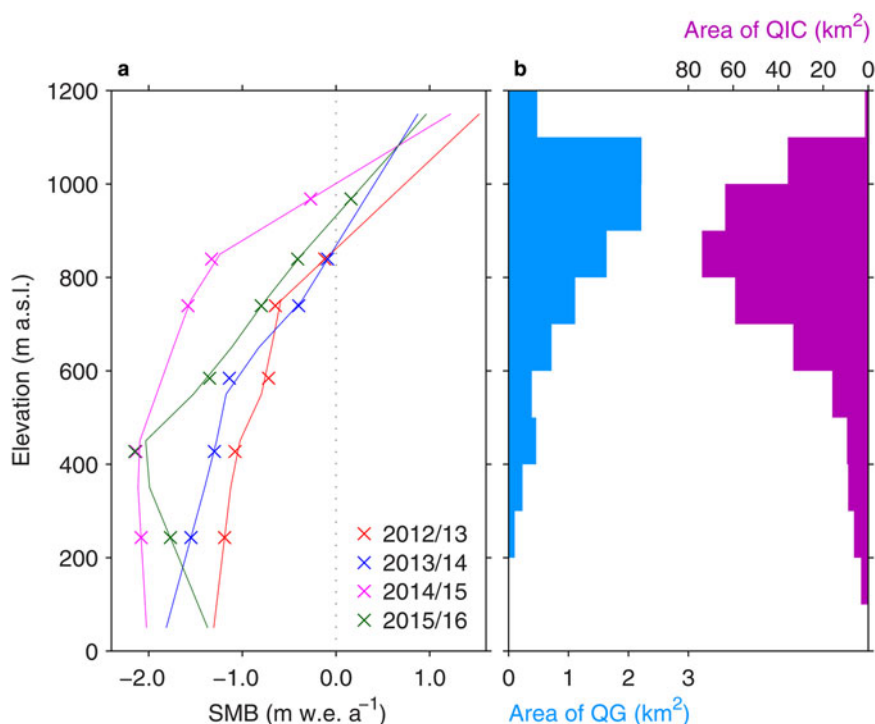 Area of QIC (km2)
a
b
80 60 40 20 0
1200
1000
800
600
400
200
0
Elevation (m a.s.l.)
2012/13
2013/14
2014/15
2015/16
−2.0 −1.0 0.0 1.0
SMB (m w.e. a−1)
0 1 2 3
Area of QG (km2)